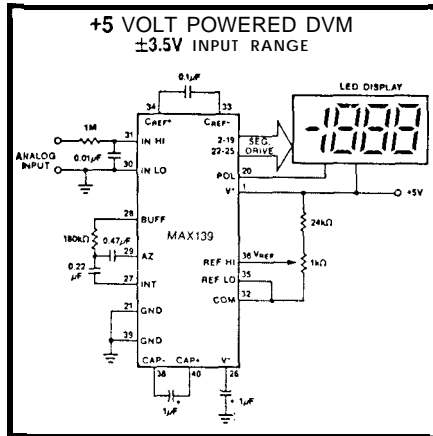 +5 VOLT POWERED DVM
±3.5V INPUT RANGE
0.1µF
LED DISPLAY
34
33
CREF+
CREF-
1M
31
IN HI
2-19
SEG.
DRIVE
22-25
-1888
ANALOG
INPUT
0.01µF
30
IN LO
POL
20
V+
1
+5V
28
BUFF
24kΩ
180kΩ
0.47µF
MAX139
29
AZ
REF HI
36
VREF
1kΩ
0.22
µF
27
INT
REF LO
35
COM
32
21
GND
39
GND
CAP-
CAP+
V-
38
40
26
1µF
1µF